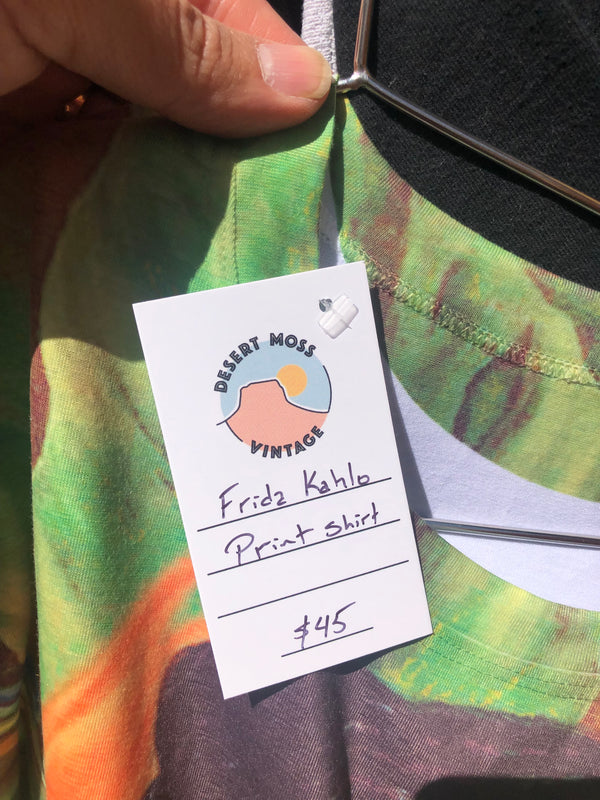 DESERT MOSS
VINTAGE
Frida Kahlo
Print shirt
$45